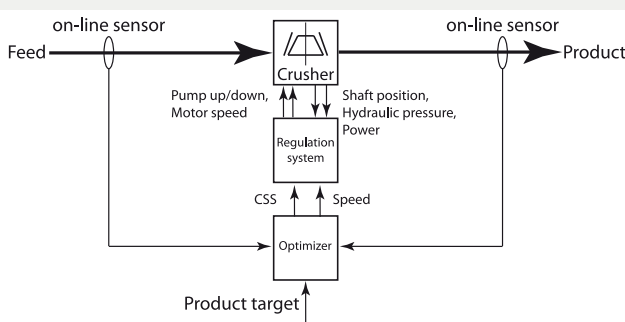 on-line sensor
on-line sensor
Feed
Product
Crusher
Pump up/down,
Motor speed
Shaft position,
Hydraulic pressure,
Power
Regulation
system
CSS
Speed
Optimizer
Product target